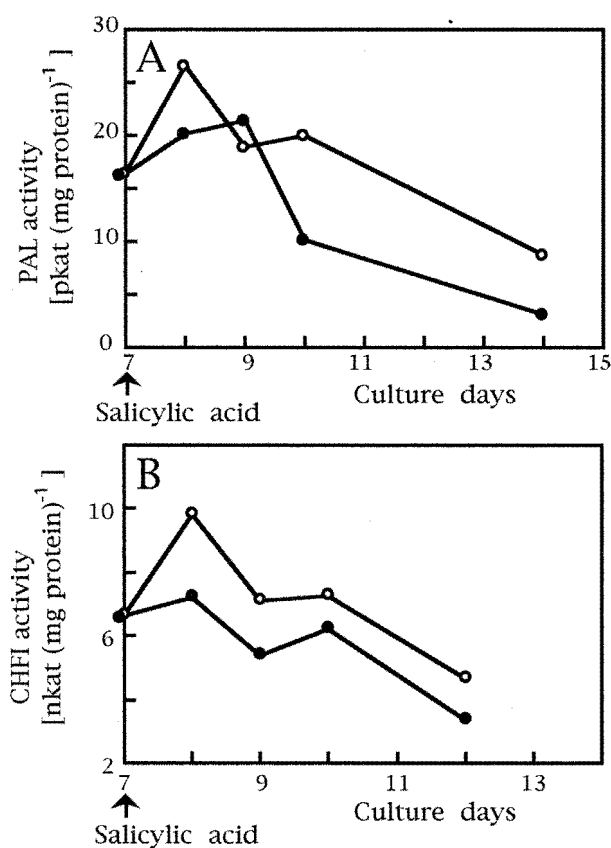 30
A
20
10
0
PAL activity
[pkat (mg protein)⁻¹ ]
7 9 11 13 15
Culture days
Salicylic acid
B
10
6
2
CHFI activity
[nkat (mg protein)⁻¹ ]
7 9 11 13
Culture days
Salicylic acid